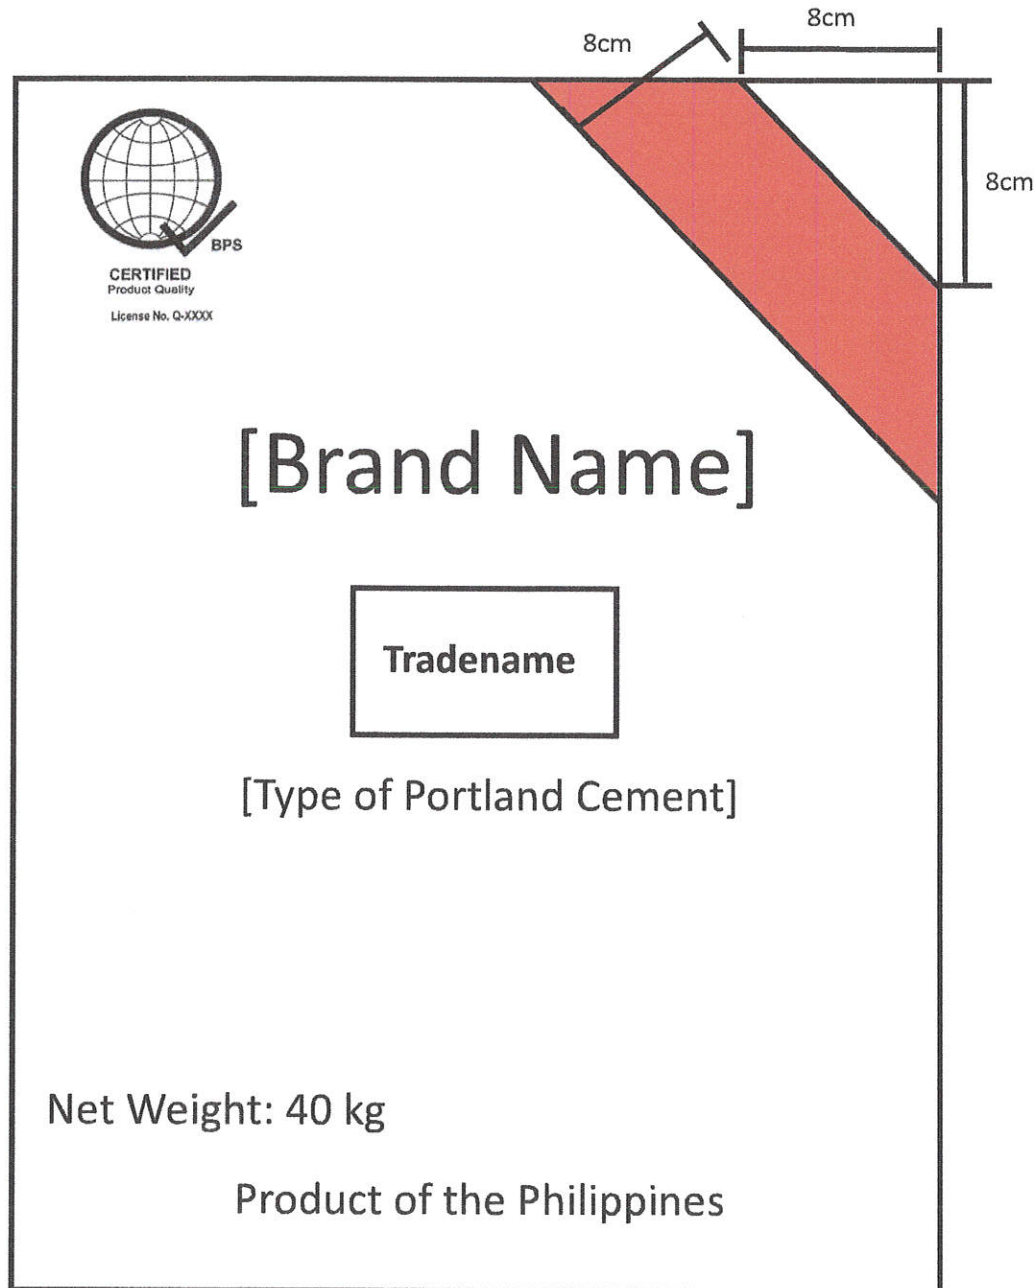 8cm
8cm
8cm
BPS
CERTIFIED
Product Quality
License No. Q-XXXX
[Brand Name]
Tradename
[Type of Portland Cement]
Net Weight: 40 kg
Product of the Philippines